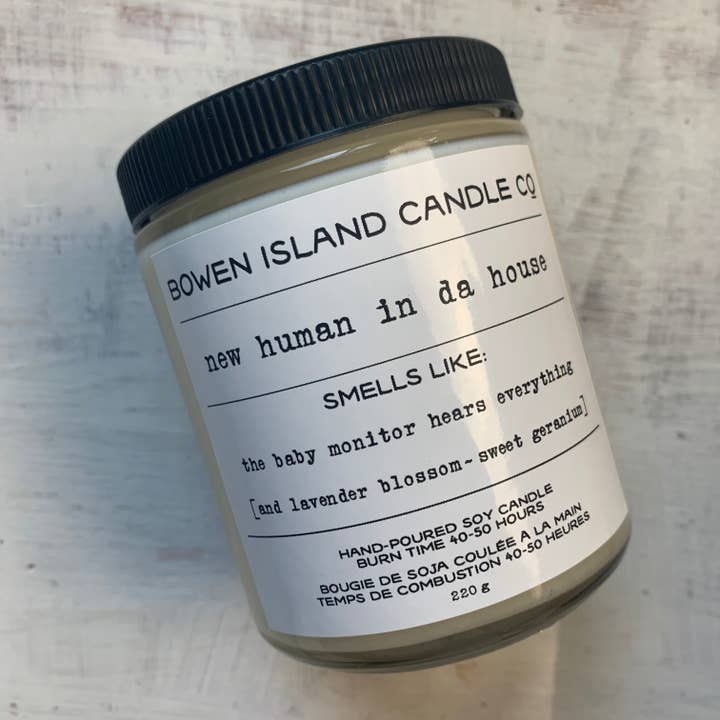 BOWEN ISLAND CANDLE CO
new human in da house
SMELLS LIKE:
the baby monitor hears everything
[and lavender blossom~sweet geranium]
HAND-POURED SOY CANDLE
BURN TIME 40-50 HOURS
BOUGIE DE SOJA COULÉE A LA MAIN
TEMPS DE COMBUSTION 40-50 HEURES
220 g